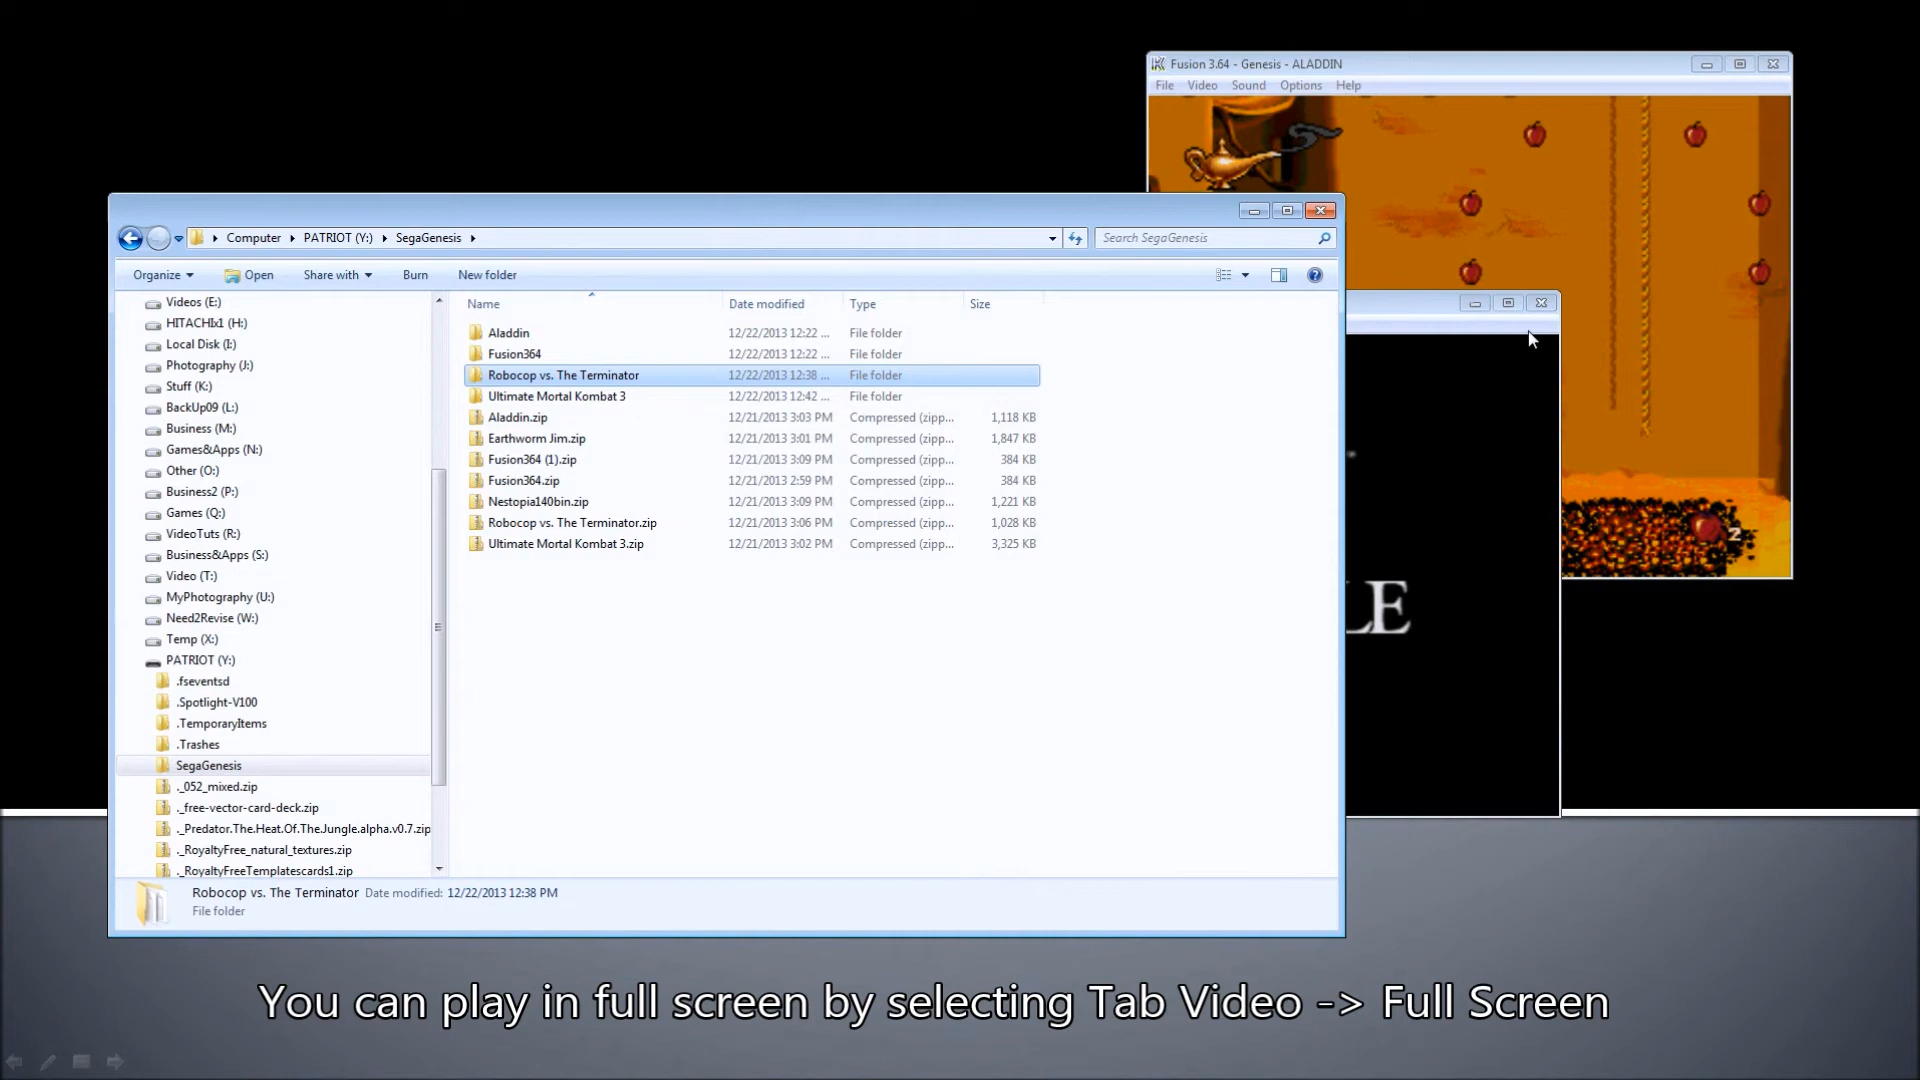 Fusion 3.64 - Genesis - ALADDIN
File Video Sound Options Help
Computer PATRIOT (Y:) SegaGenesis
Search SegaGenesis
Organize Open Share with Burn New folder
Name Date modified Type Size
Videos (E:)
HITACHIx1 (H:)
Local Disk (I:)
Photography (J:)
Stuff (K:)
BackUp09 (L:)
Business (M:)
Games&Apps (N:)
Other (O:)
Business2 (P:)
Games (Q:)
VideoTuts (R:)
Business&Apps (S:)
Video (T:)
MyPhotography (U:)
Need2Revise (W:)
Temp (X:)
PATRIOT (Y:)
.fseventsd
.Spotlight-V100
.TemporaryItems
.Trashes
SegaGenesis
._052_mixed.zip
._free-vector-card-deck.zip
._Predator.The.Heat.Of.The.Jungle.alpha.v0.7.zip
._RoyaltyFree_natural_textures.zip
._RoyaltyFreeTemplatescards1.zip
Aladdin 12/22/2013 12:22 ... File folder
Fusion364 12/22/2013 12:22 ... File folder
Robocop vs. The Terminator 12/22/2013 12:38 ... File folder
Ultimate Mortal Kombat 3 12/22/2013 12:42 ... File folder
Aladdin.zip 12/21/2013 3:03 PM Compressed (zipp... 1,118 KB
Earthworm Jim.zip 12/21/2013 3:01 PM Compressed (zipp... 1,847 KB
Fusion364 (1).zip 12/21/2013 3:09 PM Compressed (zipp... 384 KB
Fusion364.zip 12/21/2013 2:59 PM Compressed (zipp... 384 KB
Nestopia140bin.zip 12/21/2013 3:09 PM Compressed (zipp... 1,221 KB
Robocop vs. The Terminator.zip 12/21/2013 3:06 PM Compressed (zipp... 1,028 KB
Ultimate Mortal Kombat 3.zip 12/21/2013 3:02 PM Compressed (zipp... 3,325 KB
2
LE
Robocop vs. The Terminator Date modified: 12/22/2013 12:38 PM
File folder
You can play in full screen by selecting Tab Video -> Full Screen